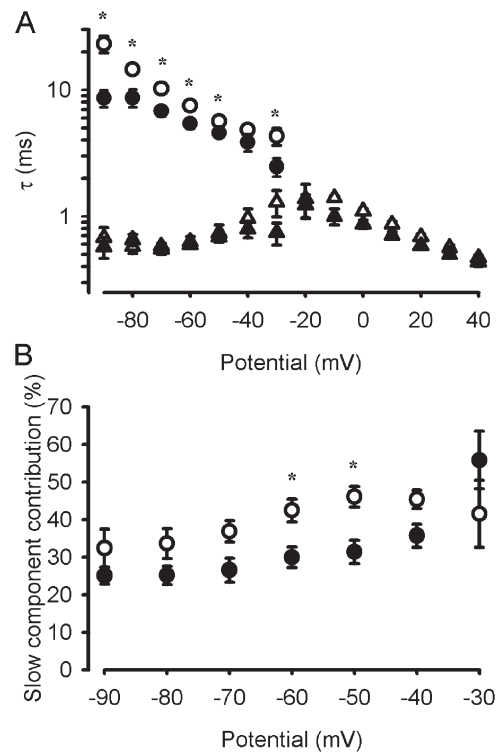 A
* * * * * *
10
1
τ (ms)
-80 -60 -40 -20 0 20 40
Potential (mV)
B
70
60
50
40
30
20
10
0
* *
Slow component contribution (%)
-90 -80 -70 -60 -50 -40 -30
Potential (mV)